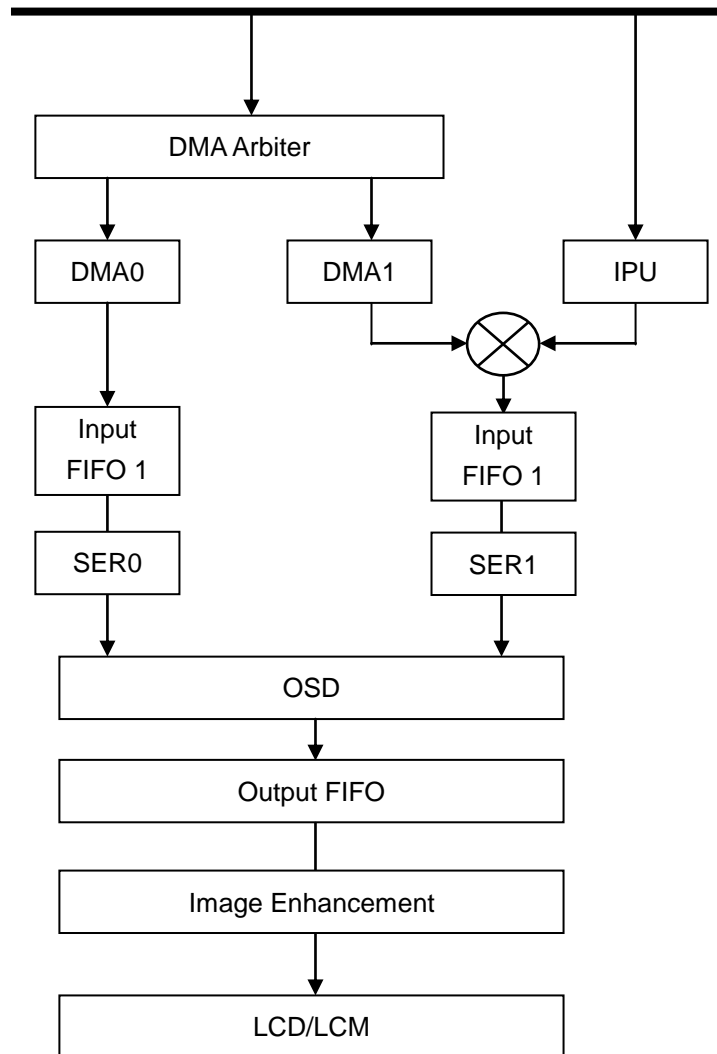 DMA Arbiter
DMA0
DMA1
IPU
Input
FIFO 1
Input
FIFO 1
SER0
SER1
OSD
Output FIFO
Image Enhancement
LCD/LCM